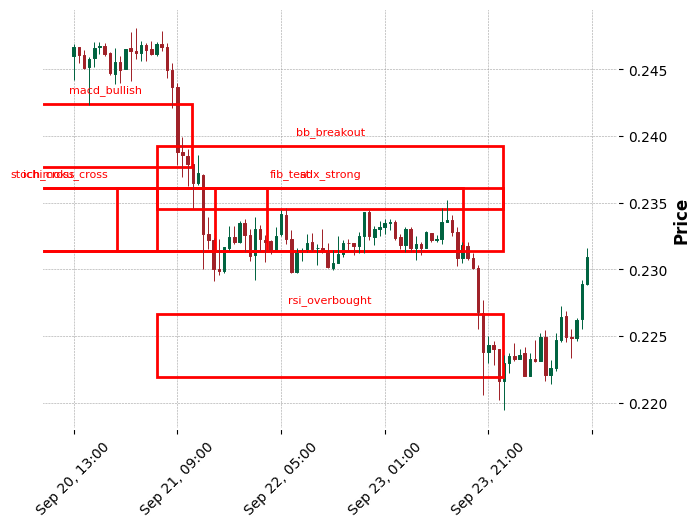 0.245
macd_bullish
0.240
bb_breakout
ichimoku_cross
adx_strong
0.235
Price
0.230
rsi_overbought
0.225
0.220
Sep 20, 13:00
Sep 21, 09:00
Sep 22, 05:00
Sep 23, 01:00
Sep 23, 21:00